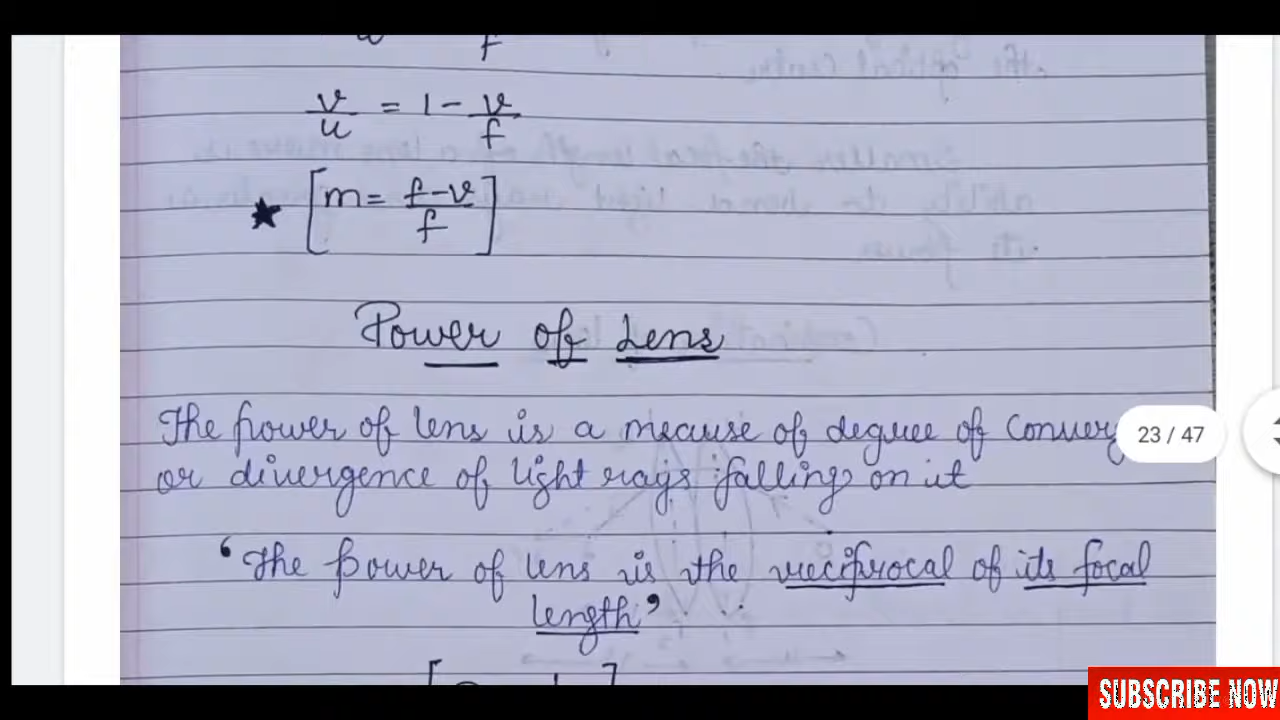 f
v/u = 1 - v/f
★ [m = f-v/f]
Power of Lens
The power of lens is a mecuse of degree of conver
or divergence of light rays falling on it
23 / 47
'The power of lens is the reciprocal of its focal
length'
SUBSCRIBE NOW